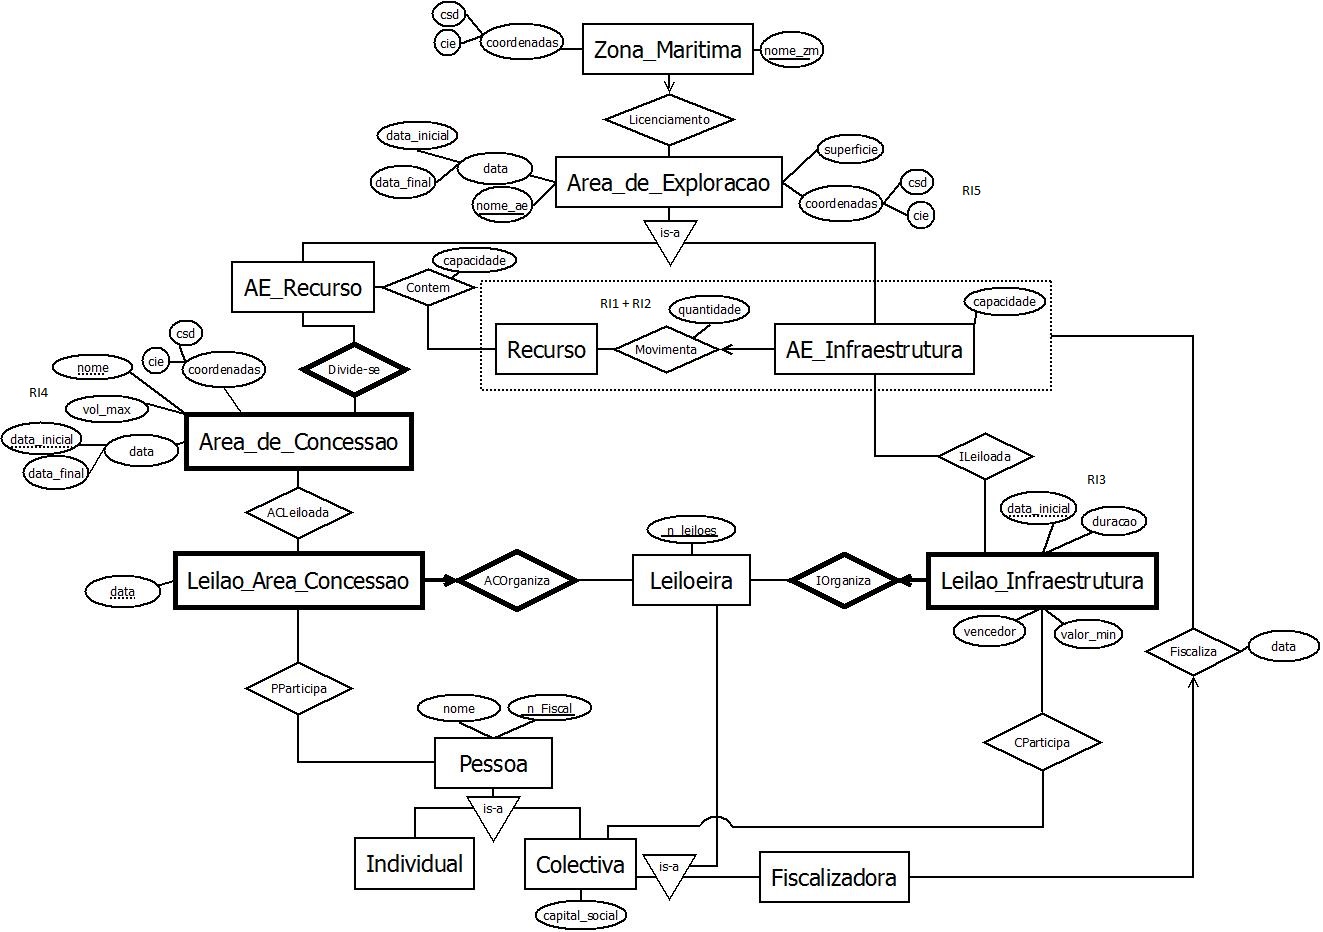 csd
cie
coordenadas
Zona_Maritima
nome_zm
Licenciamento
data_inicial
data_final
data
nome_ae
Area_de_Exploracao
superficie
coordenadas
csd
cie
RI5
is-a
AE_Recurso
Contem
capacidade
RI1 + RI2
quantidade
capacidade
Recurso
Movimenta
AE_Infraestrutura
csd
cie
coordenadas
nome
Divide-se
RI4
vol_max
data_inicial
data
data_final
Area_de_Concessao
ILeiloada
RI3
ACLeiloada
data_inicial
duracao
n_leiloes
Leilao_Area_Concessao
ACOrganiza
Leiloeira
IOrganiza
Leilao_Infraestrutura
data
vencedor
valor_min
Fiscaliza
data
PParticipa
nome
n_Fiscal
CParticipa
Pessoa
is-a
Individual
Colectiva
is-a
Fiscalizadora
capital_social